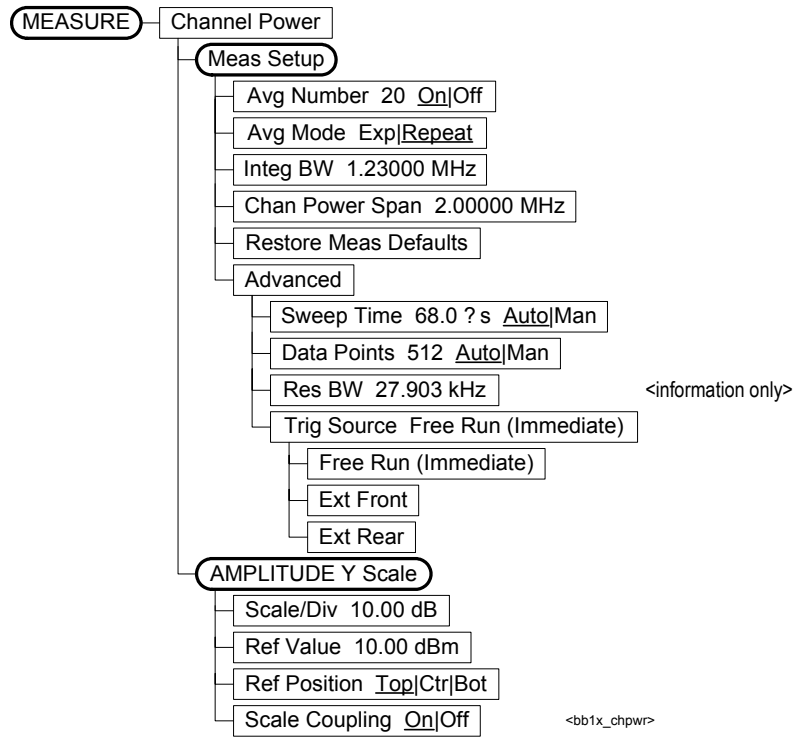 MEASURE Channel Power
Meas Setup
Avg Number 20 On|Off
Avg Mode Exp|Repeat
Integ BW 1.23000 MHz
Chan Power Span 2.00000 MHz
Restore Meas Defaults
Advanced
Sweep Time 68.0 ? s Auto|Man
Data Points 512 Auto|Man
Res BW 27.903 kHz <information only>
Trig Source Free Run (Immediate)
Free Run (Immediate)
Ext Front
Ext Rear
AMPLITUDE Y Scale
Scale/Div 10.00 dB
Ref Value 10.00 dBm
Ref Position Top|Ctr|Bot
Scale Coupling On|Off <bb1x_chpwr>